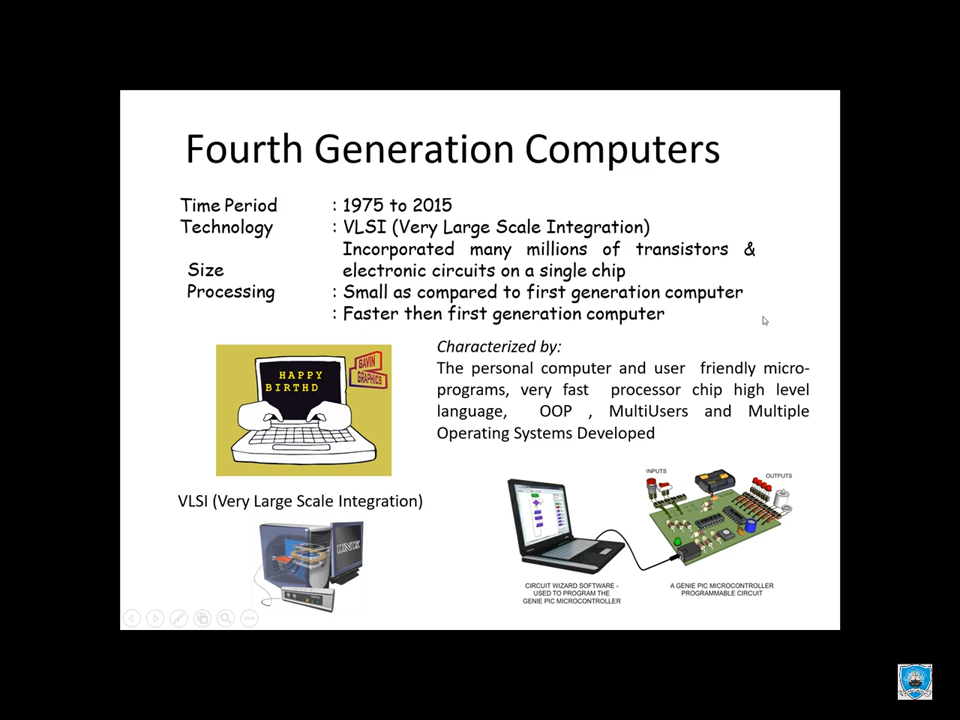 Fourth Generation Computers
Time Period : 1975 to 2015
Technology : VLSI (Very Large Scale Integration)
Incorporated many millions of transistors &
Size electronic circuits on a single chip
Processing : Small as compared to first generation computer
: Faster then first generation computer
Characterized by:
The personal computer and user friendly micro-
programs, very fast processor chip high level
language, OOP , MultiUsers and Multiple
Operating Systems Developed
HAPPY
BIRTHD
GAVIN
GRAPHICS
VLSI (Very Large Scale Integration)
INPUTS
OUTPUTS
CIRCUIT WIZARD SOFTWARE -
USED TO PROGRAM THE
GENIE PIC MICROCONTROLLER
A GENIE PIC MICROCONTROLLER
PROGRAMMABLE CIRCUIT